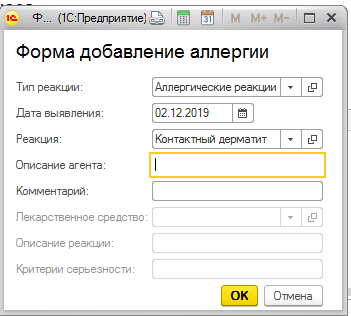 1С Ф... (1С:Предприятие) M M+ M-
Форма добавление аллергии
Тип реакции: Аллергические реакции
Дата выявления: 02.12.2019
Реакция: Контактный дерматит
Описание агента:
Комментарий:
Лекарственное средство:
Описание реакции:
Критерии серьезности:
OK Отмена